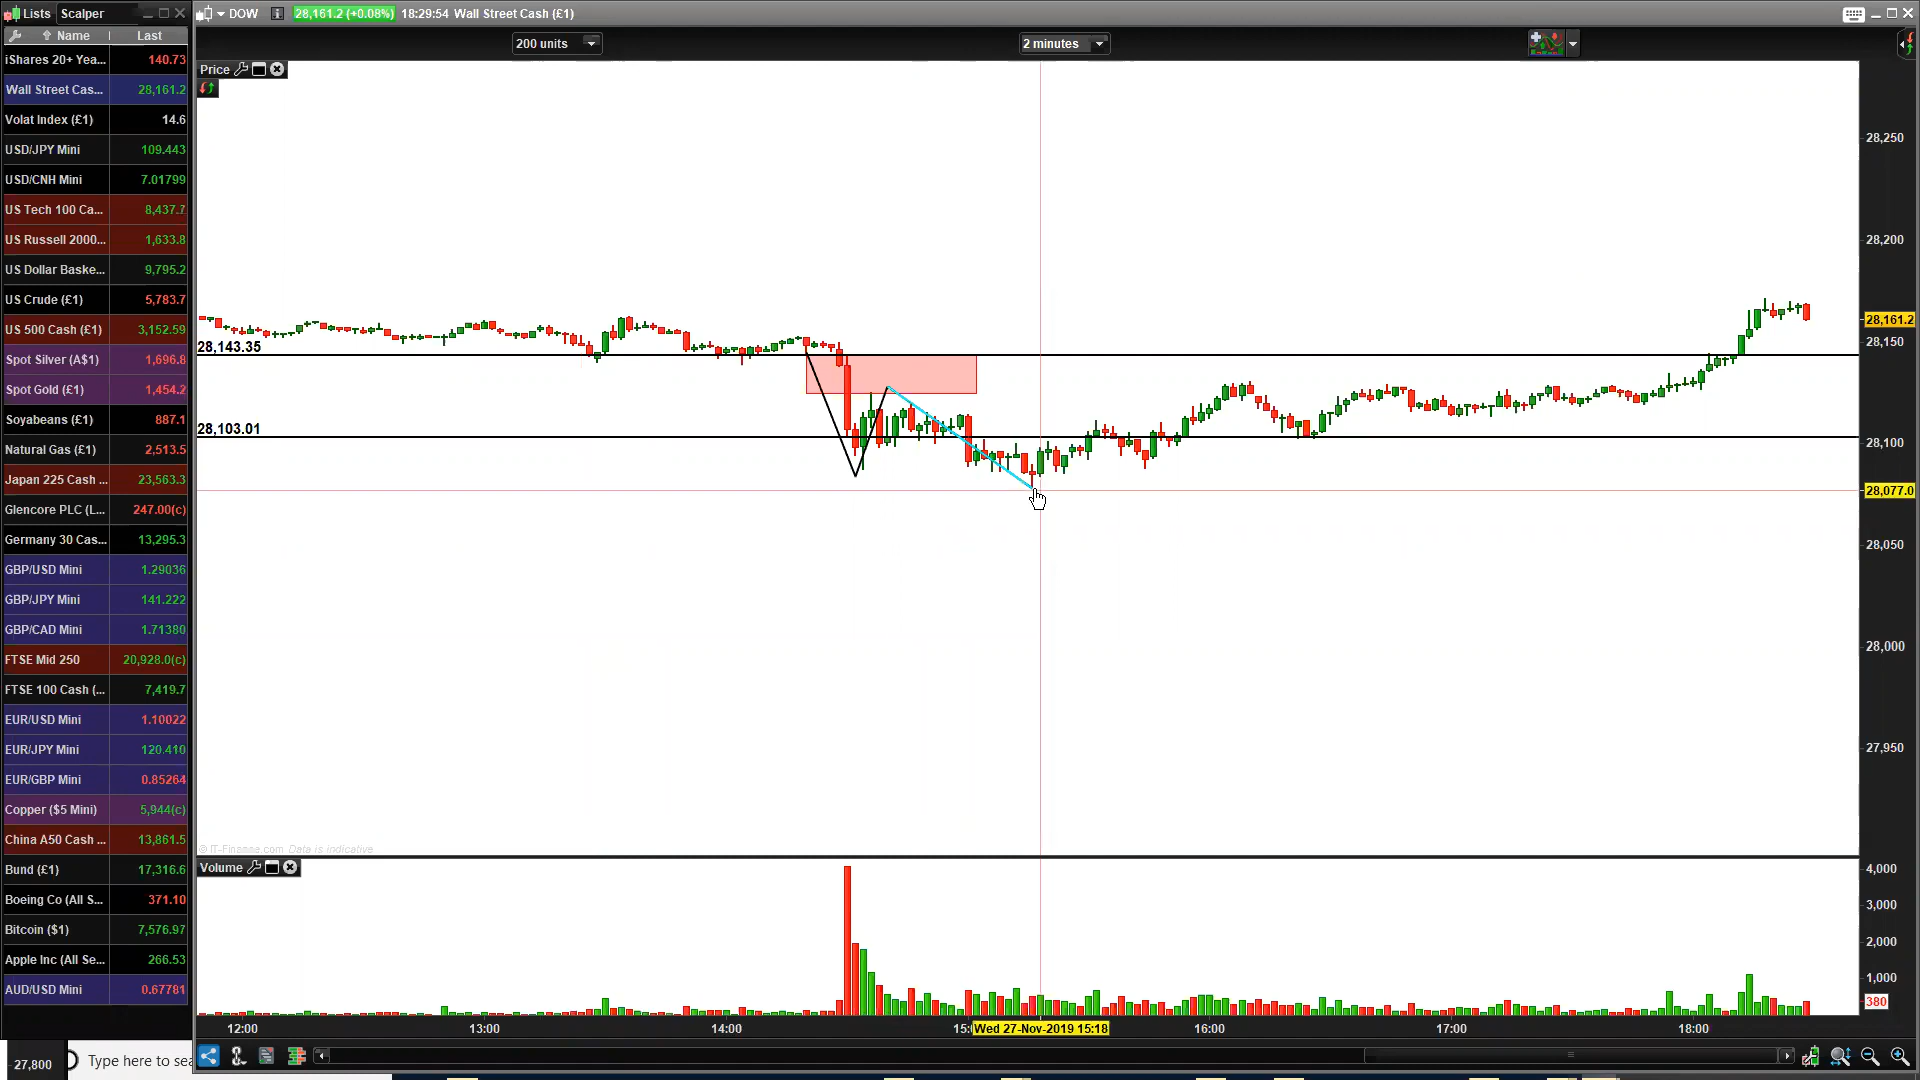 Lists Scalper
DOW 28,161.2 (+0.08%) 18:29:54 Wall Street Cash (£1)
Name Last
200 units 2 minutes
iShares 20+ Yea... 140.73
Wall Street Cas... 28,161.2
Volat Index (£1) 14.6
USD/JPY Mini 109.443
USD/CNH Mini 7.01799
US Tech 100 Ca... 8,437.7
US Russell 2000... 1,633.8
US Dollar Baske... 9,795.2
US Crude (£1) 5,783.7
US 500 Cash (£1) 3,152.59
Spot Silver (A$1) 1,696.8
Spot Gold (£1) 1,454.2
Soyabeans (£1) 887.1
Natural Gas (£1) 2,513.5
Japan 225 Cash ... 23,563.3
Glencore PLC (L... 247.00(c)
Germany 30 Cas... 13,295.3
GBP/USD Mini 1.29036
GBP/JPY Mini 141.222
GBP/CAD Mini 1.71380
FTSE Mid 250 20,928.0(c)
FTSE 100 Cash (... 7,419.7
EUR/USD Mini 1.10022
EUR/JPY Mini 120.410
EUR/GBP Mini 0.85264
Copper ($5 Mini) 5,944(c)
China A50 Cash ... 13,861.5
Bund (£1) 17,316.6
Boeing Co (All S... 371.10
Bitcoin ($1) 7,576.97
Apple Inc (All Se... 266.53
AUD/USD Mini 0.67781
Price
28,143.35
28,103.01
28,250
28,200
28,161.2
28,150
28,100
28,077.0
28,050
28,000
27,950
© IT-Finance.com Data is indicative
Volume
4,000
3,000
2,000
1,000
380
12:00 13:00 14:00 15: Wed 27-Nov-2019 15:18 16:00 17:00 18:00
27,800
Type here to sea